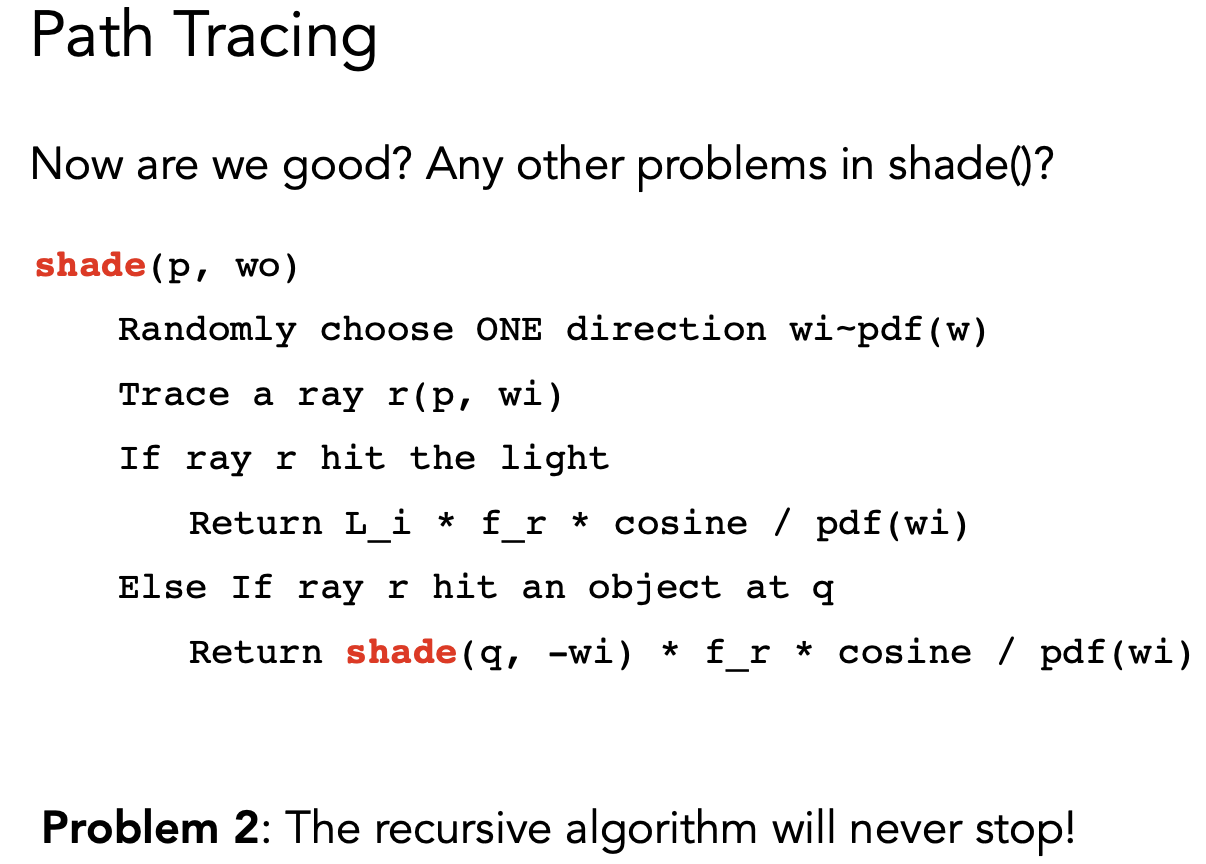 Path Tracing
Now are we good? Any other problems in shade()?
shade(p, wo)
Randomly choose ONE direction wi~pdf(w)
Trace a ray r(p, wi)
If ray r hit the light
Return L_i * f_r * cosine / pdf(wi)
Else If ray r hit an object at q
Return shade(q, -wi) * f_r * cosine / pdf(wi)
Problem 2: The recursive algorithm will never stop!